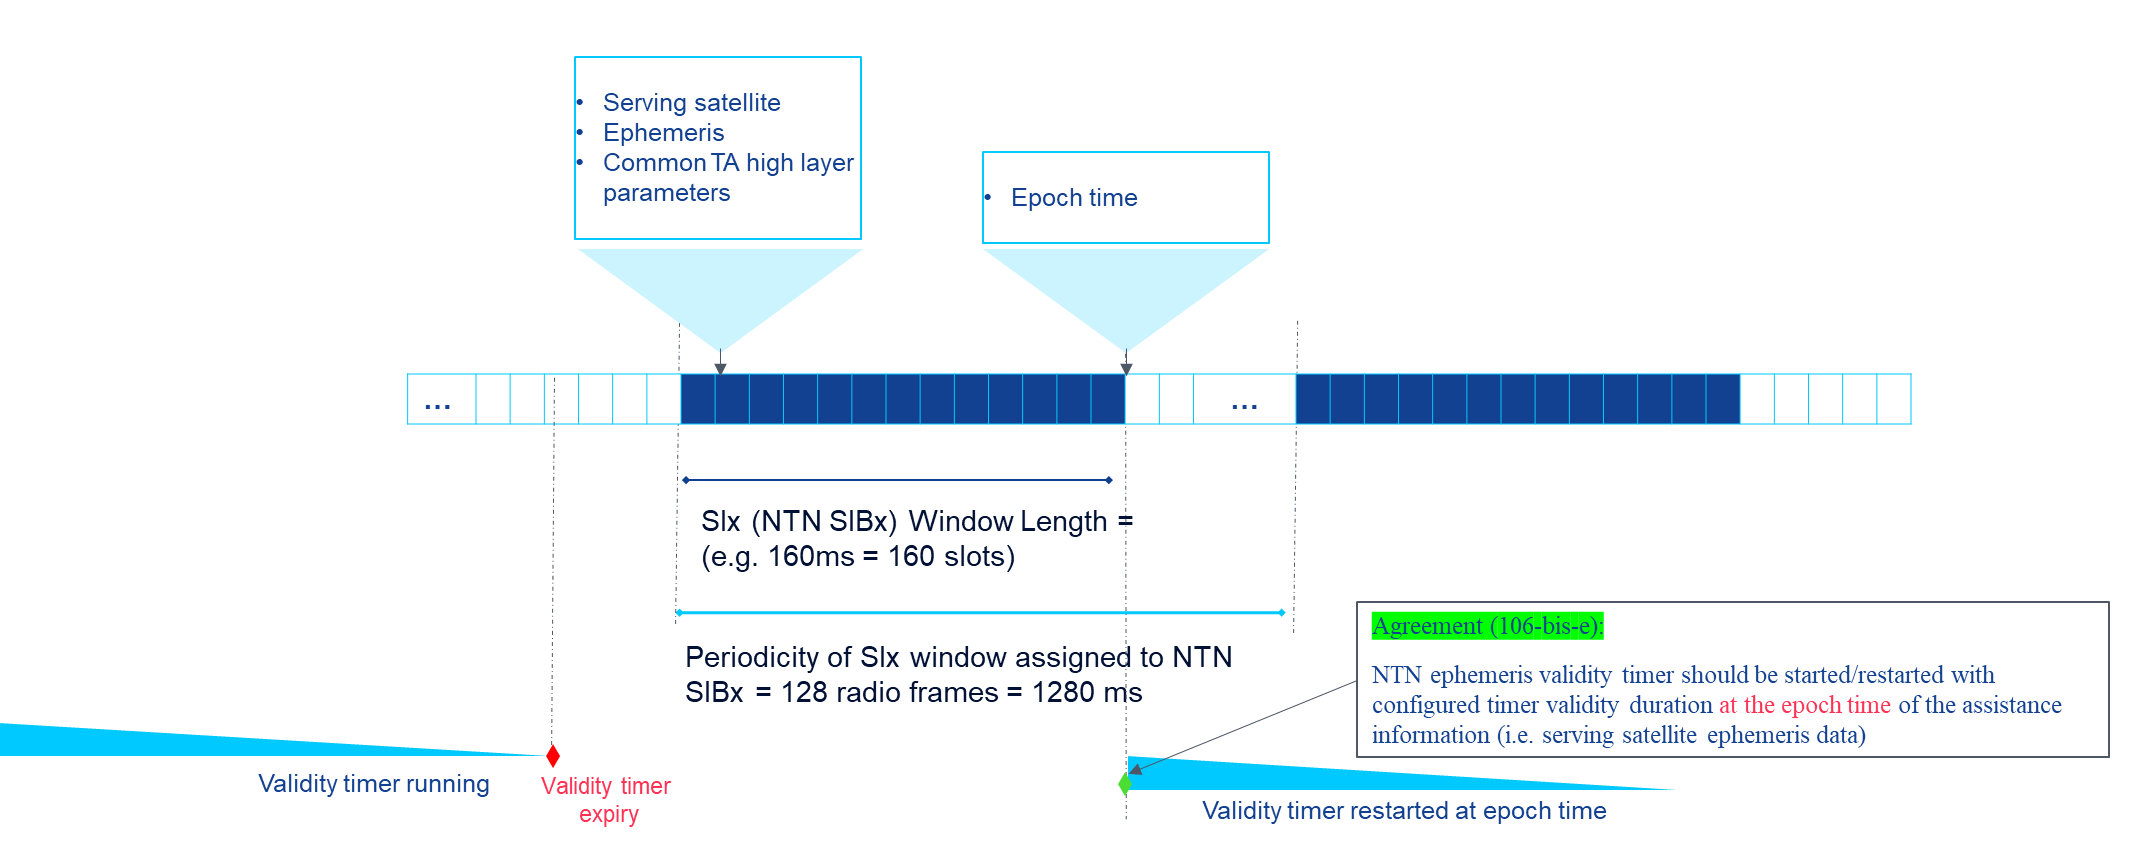 • Serving satellite
• Ephemeris
• Common TA high layer
parameters
• Epoch time
...
...
SIx (NTN SIBx) Window Length =
(e.g. 160ms = 160 slots)
Periodicity of SIx window assigned to NTN
SIBx = 128 radio frames = 1280 ms
Agreement (106-bis-e):
NTN ephemeris validity timer should be started/restarted with
configured timer validity duration at the epoch time of the assistance
information (i.e. serving satellite ephemeris data)
Validity timer running
Validity timer
expiry
Validity timer restarted at epoch time